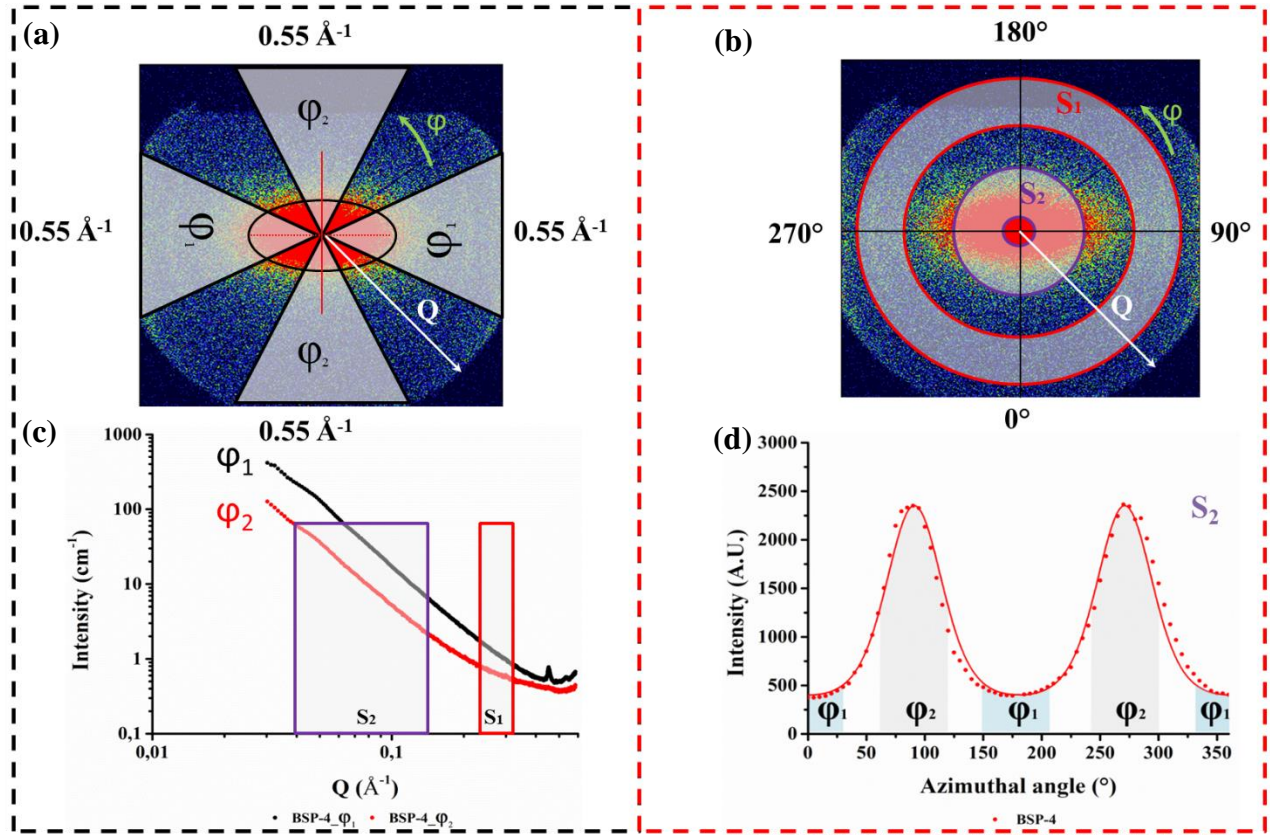 (a)
0.55 Å-1
φ2
φ
0.55 Å-1
φ1
φ1
0.55 Å-1
Q
φ2
0.55 Å-1
(b)
180°
S1
φ
S2
270°
90°
Q
0°
(c)
1000
100
10
1
0,1
φ1
φ2
S2
S1
0,01
0,1
Intensity (cm-1)
Q (Å-1)
BSP-4_φ1 BSP-4_φ2
(d)
3000
2500
2000
1500
1000
500
0
S2
φ1 φ2 φ1 φ2 φ1
0 50 100 150 200 250 300 350
Intensity (A.U.)
Azimuthal angle (°)
BSP-4